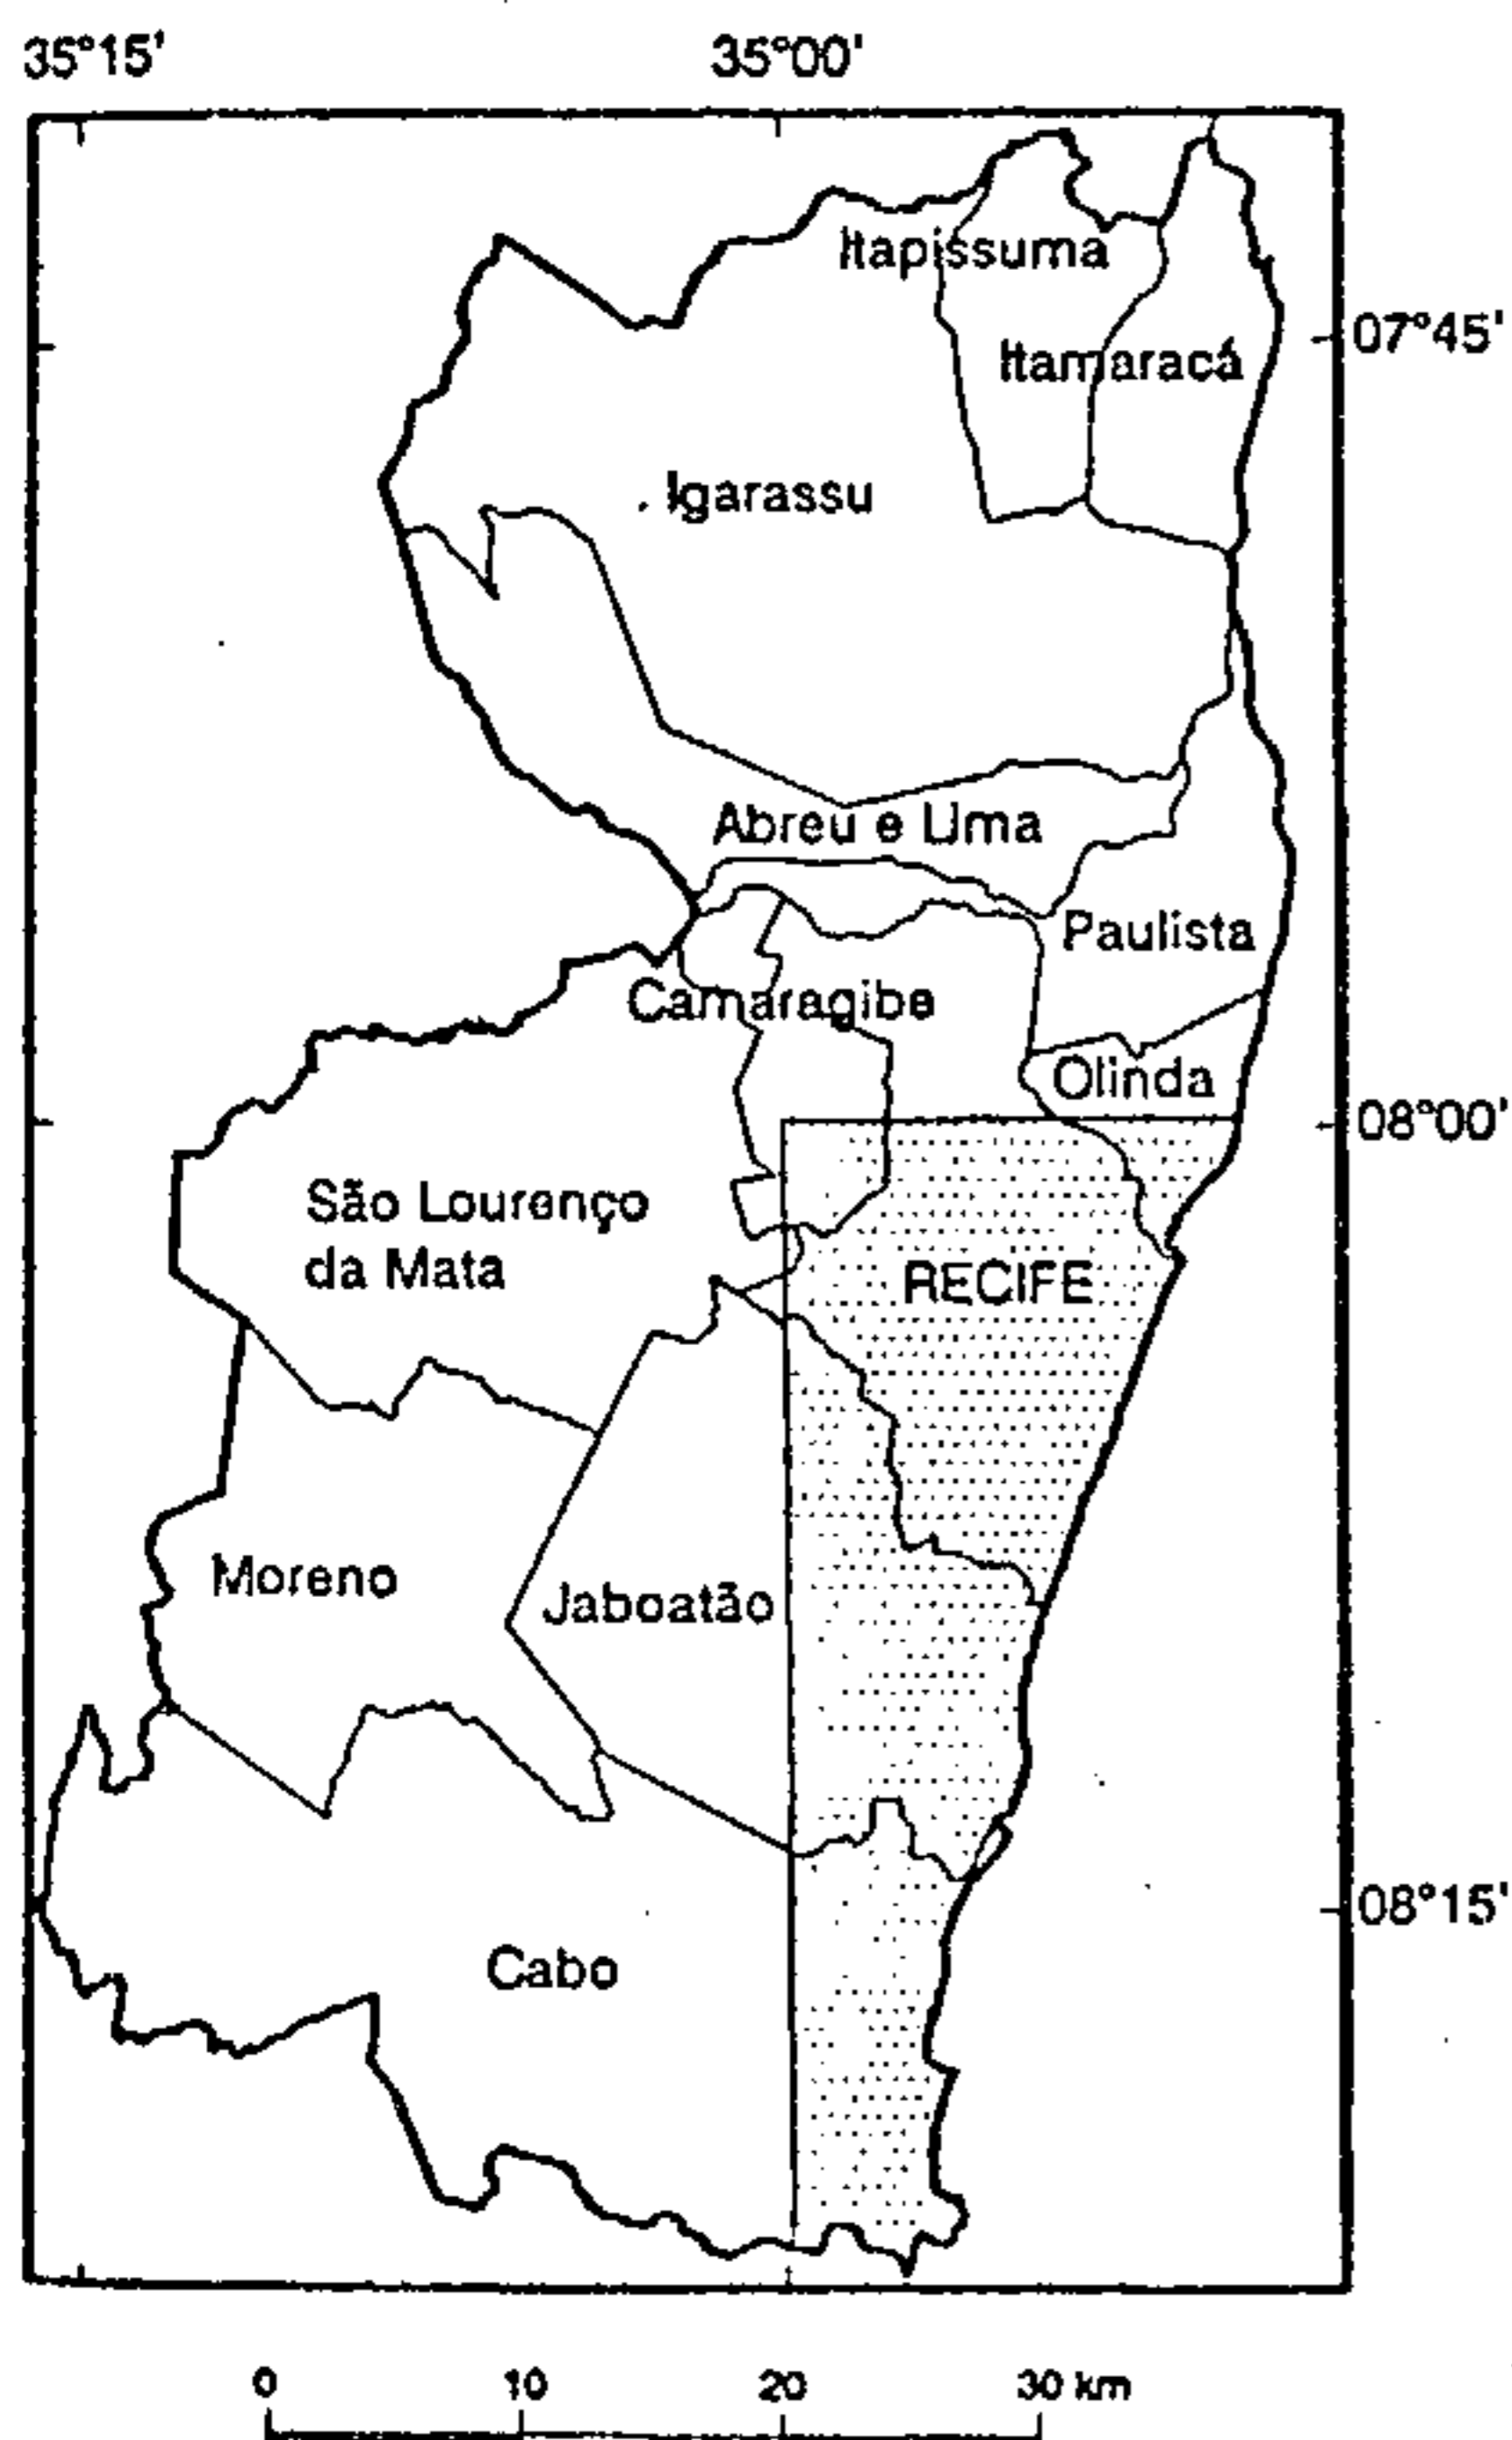 35°15' 35°00'
Itapissuma
07°45'
Itamaracá
Igarassu
Abreu e Lima
Paulista
Camaragibe
Olinda
08°00'
São Lourenço
da Mata
RECIFE
Moreno
Jaboatão
08°15'
Cabo
0 10 20 30 km